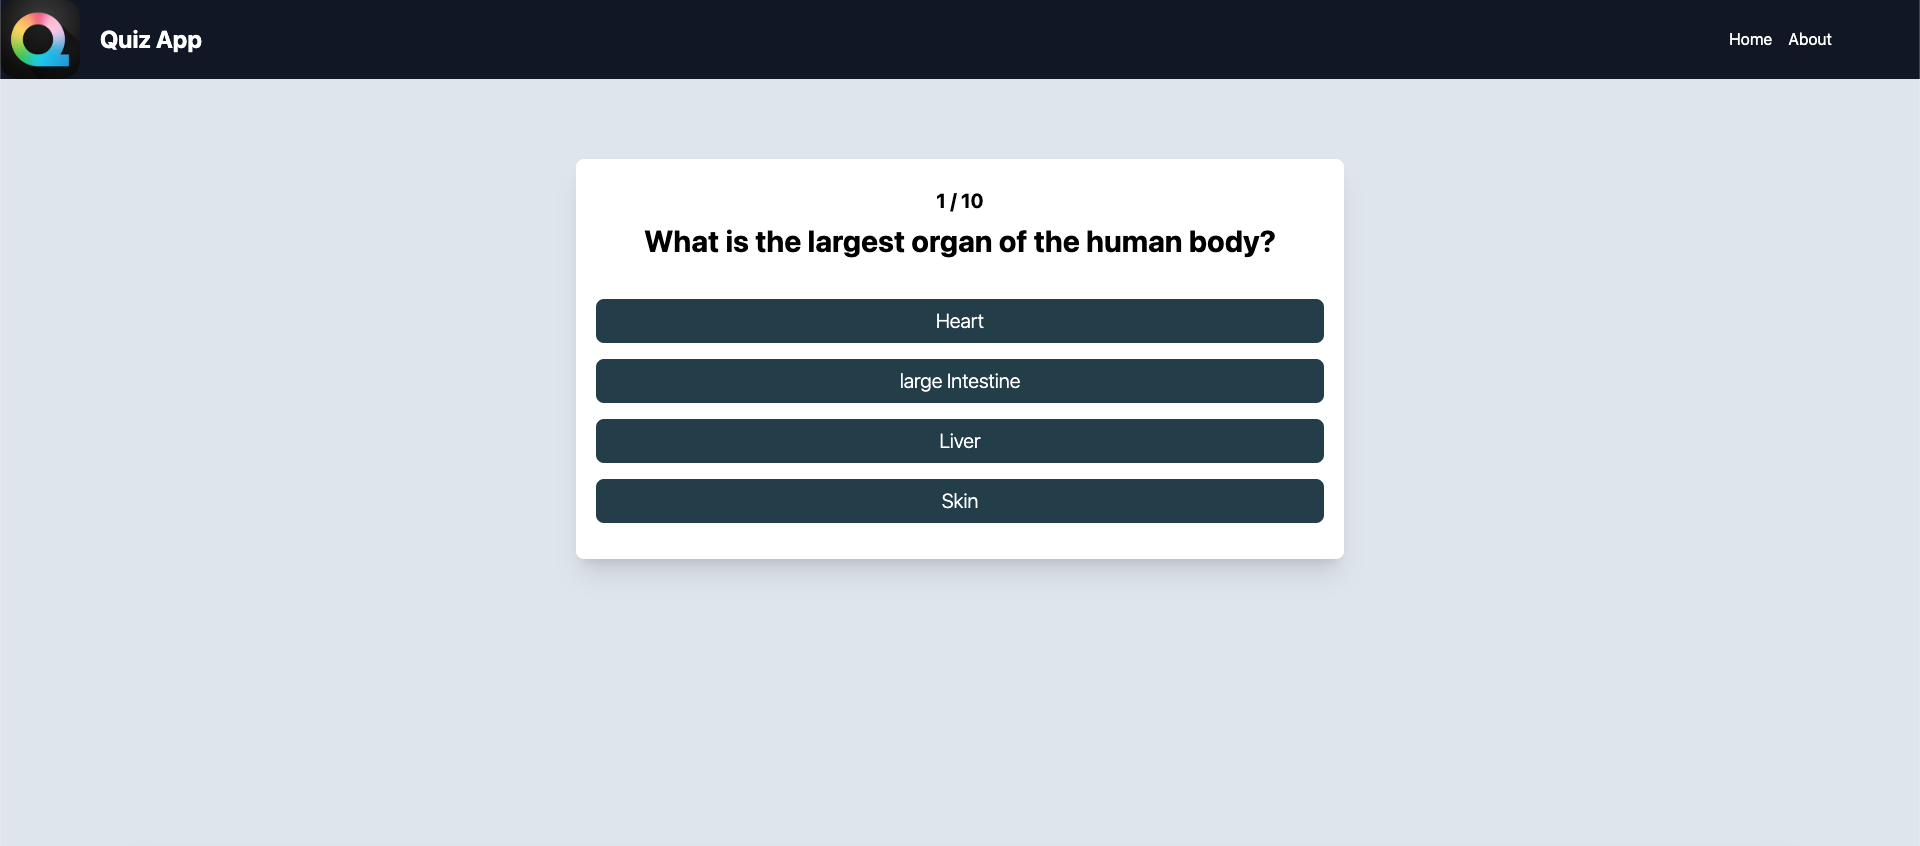 Quiz App
Home About
1 / 10
What is the largest organ of the human body?
Heart
large Intestine
Liver
Skin